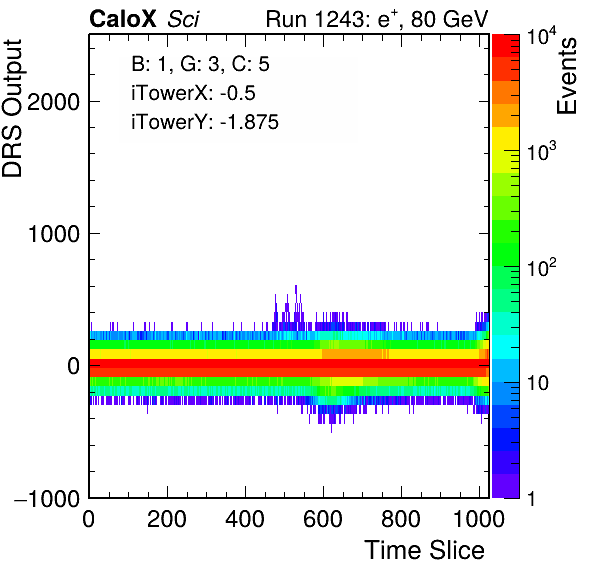 CaloX Sci Run 1243: e⁺, 80 GeV
B: 1, G: 3, C: 5
iTowerX: -0.5
iTowerY: -1.875
DRS Output
2000
1000
0
−1000
0 200 400 600 800 1000
Time Slice
10⁴
10³
10²
10
1
Events